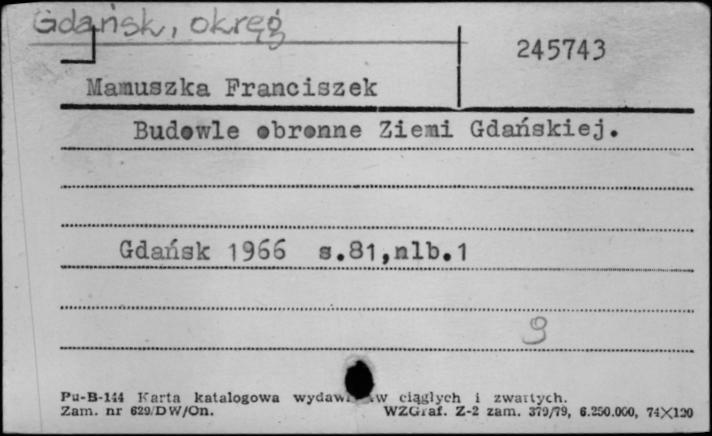 Gdańsk, okręg
245743
Mamuszka Franciszek
Budowle obronne Ziemi Gdańskiej.
Gdańsk 1966 s.81,nlb.1
9
Pu-B-144 Karta katalogowa ciągłych i zwartych.
Zam. nr 629/DW/On. WZGraf. Z-2 zam. 379/79, 6.250.000, 74X120